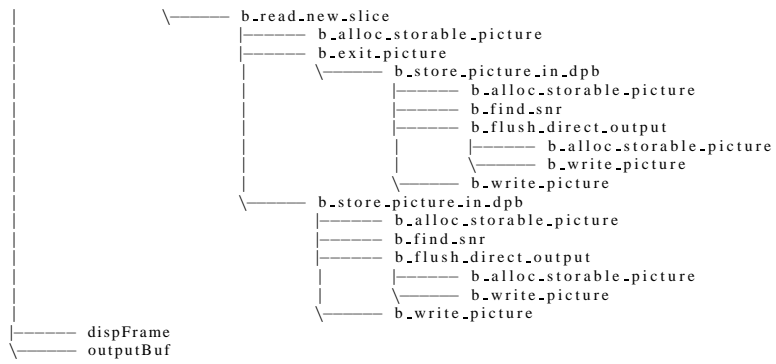 |                    \—————— b_read_new_slice
|                              |—————— b_alloc_storable_picture
|                              |—————— b_exit_picture
|                              |         \—————— b_store_picture_in_dpb
|                              |                   |—————— b_alloc_storable_picture
|                              |                   |—————— b_find_snr
|                              |                   |—————— b_flush_direct_output
|                              |                   |         |—————— b_alloc_storable_picture
|                              |                   |         \—————— b_write_picture
|                              |                   \—————— b_write_picture
|                              \—————— b_store_picture_in_dpb
|                                        |—————— b_alloc_storable_picture
|                                        |—————— b_find_snr
|                                        |—————— b_flush_direct_output
|                                        |         |—————— b_alloc_storable_picture
|                                        |         \—————— b_write_picture
|                                        \—————— b_write_picture
|—————— dispFrame
\—————— outputBuf